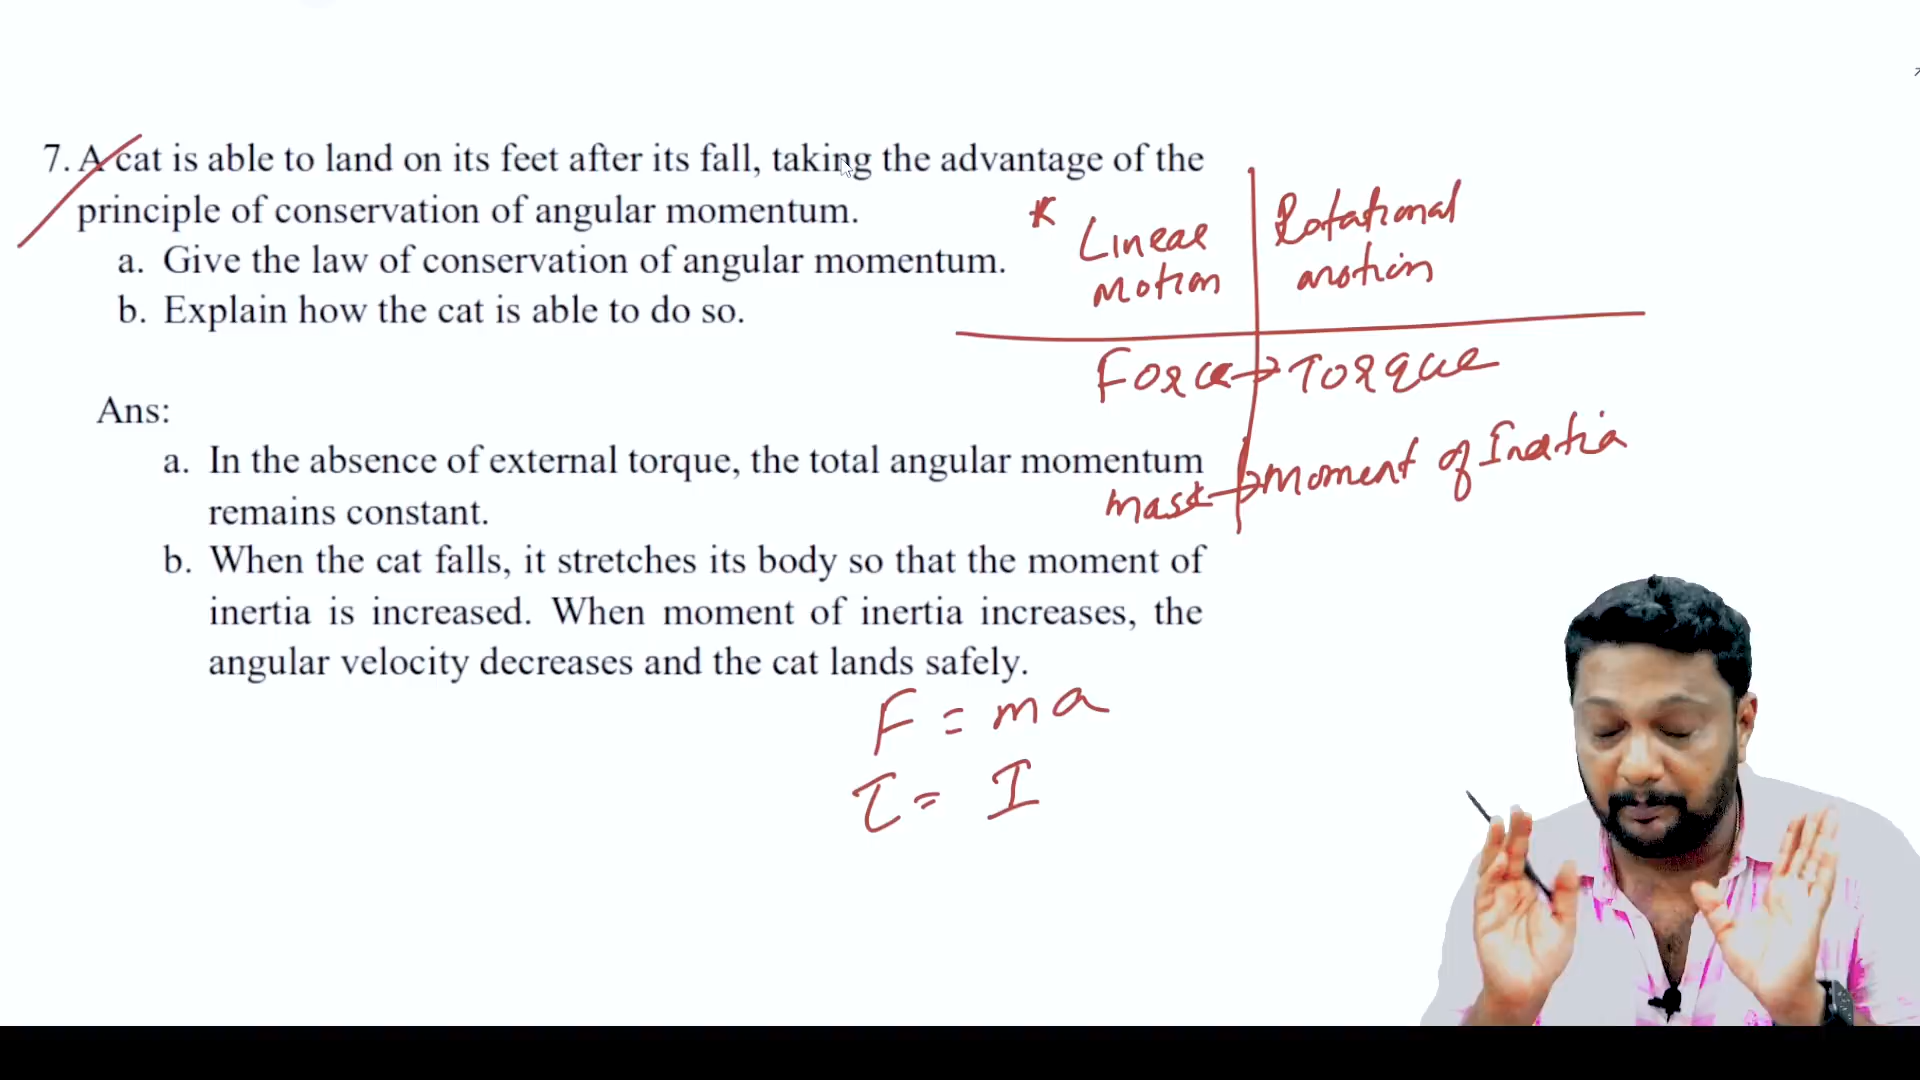 7. A cat is able to land on its feet after its fall, taking the advantage of the
principle of conservation of angular momentum.
a. Give the law of conservation of angular momentum.
b. Explain how the cat is able to do so.
* Linear
Motion
Rotational
motion
Force → Torque
mass → moment of Inertia
Ans:
a. In the absence of external torque, the total angular momentum
remains constant.
b. When the cat falls, it stretches its body so that the moment of
inertia is increased. When moment of inertia increases, the
angular velocity decreases and the cat lands safely.
F = ma
τ = I